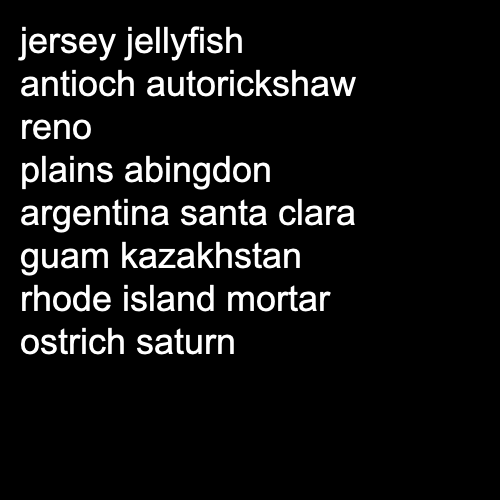 jersey jellyfish
antioch autorickshaw
reno
plains abingdon
argentina santa clara
guam kazakhstan
rhode island mortar
ostrich saturn